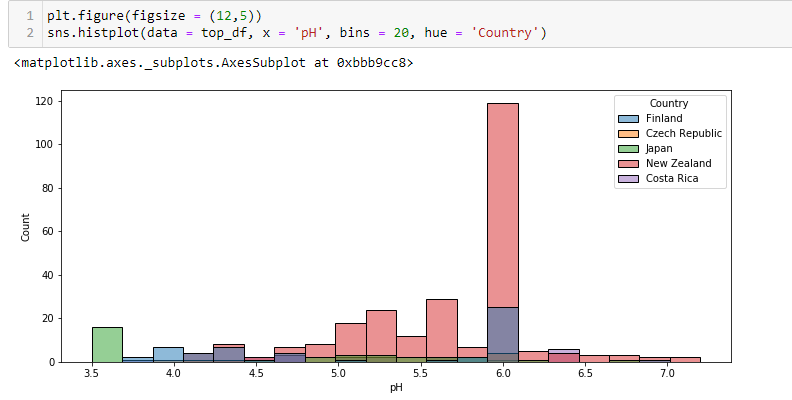 1 plt.figure(figsize = (12,5))
2 sns.histplot(data = top_df, x = 'pH', bins = 20, hue = 'Country')
<matplotlib.axes._subplots.AxesSubplot at 0xbbb9cc8>
Country
Finland
Czech Republic
Japan
New Zealand
Costa Rica
120
100
80
60
40
20
0
Count
3.5 4.0 4.5 5.0 5.5 6.0 6.5 7.0
pH